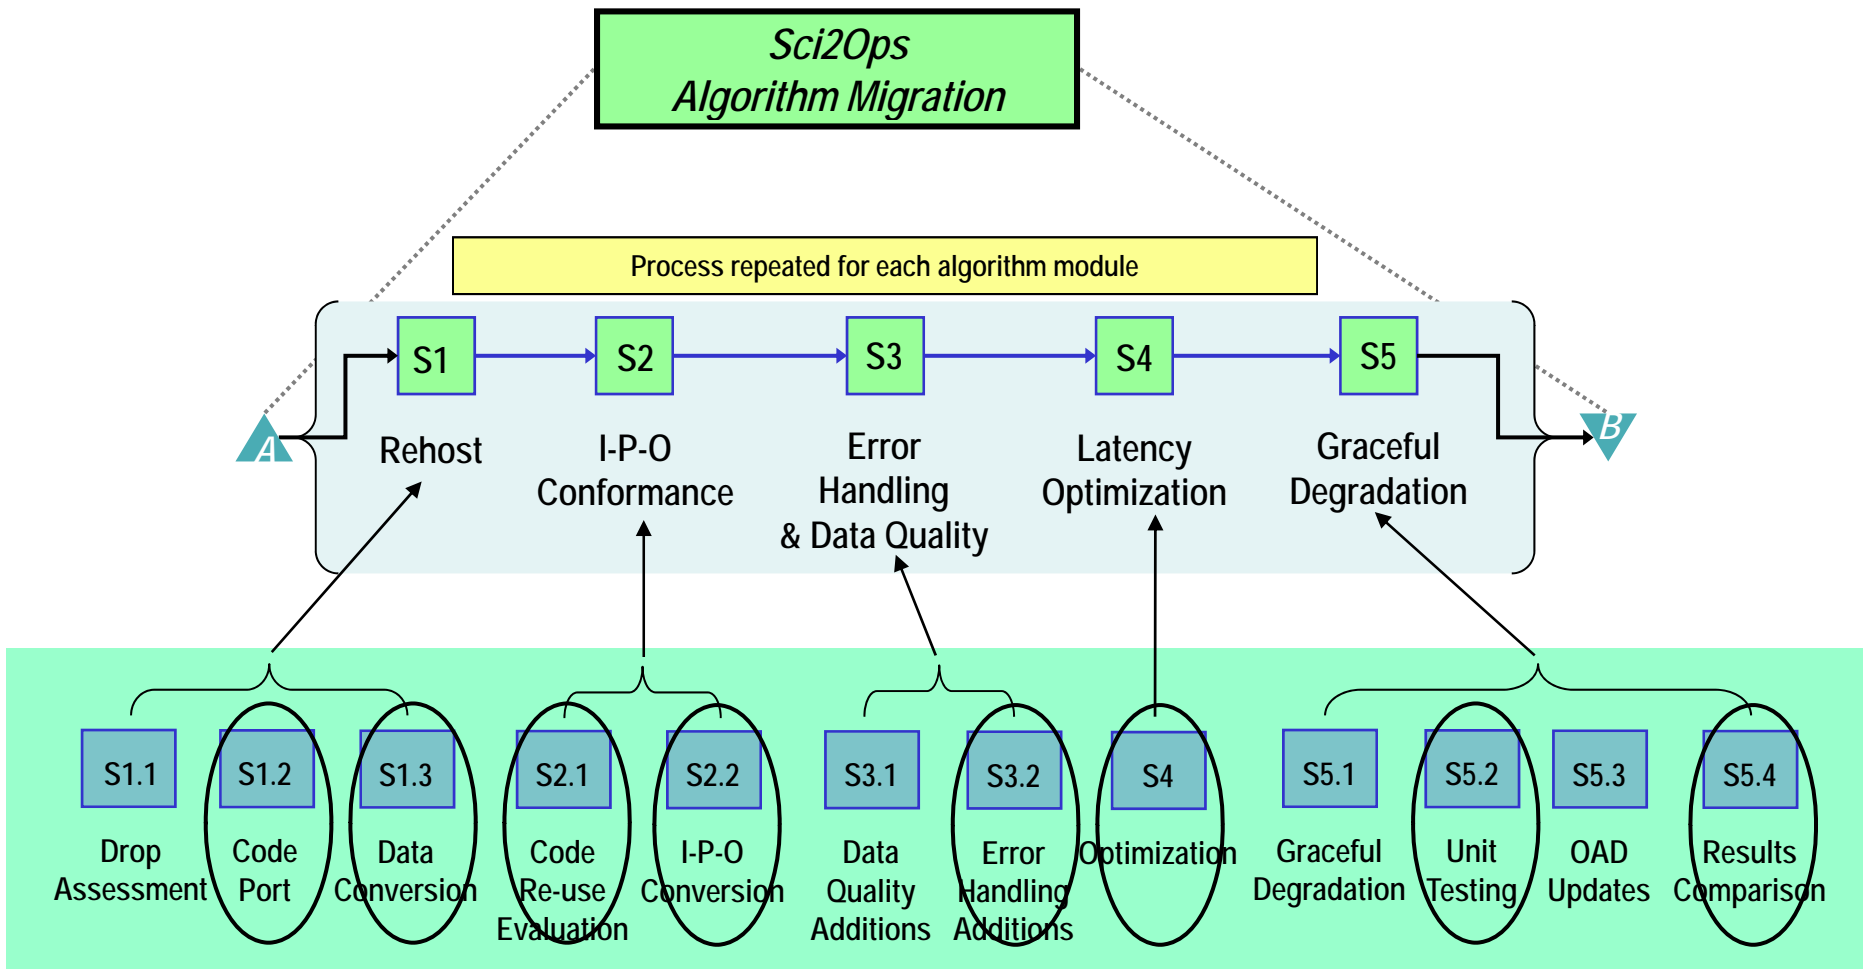 Sci2Ops
Algorithm Migration
Process repeated for each algorithm module
S1
S2
S3
S4
S5
A
B
Rehost
I-P-O
Conformance
Error
Handling
& Data Quality
Latency
Optimization
Graceful
Degradation
S1.1
S1.2
S1.3
S2.1
S2.2
S3.1
S3.2
S4
S5.1
S5.2
S5.3
S5.4
Drop
Assessment
Code
Port
Data
Conversion
Code
Re-use
Evaluation
I-P-O
Conversion
Data
Quality
Additions
Error
Handling
Additions
Optimization
Graceful
Degradation
Unit
Testing
OAD
Updates
Results
Comparison